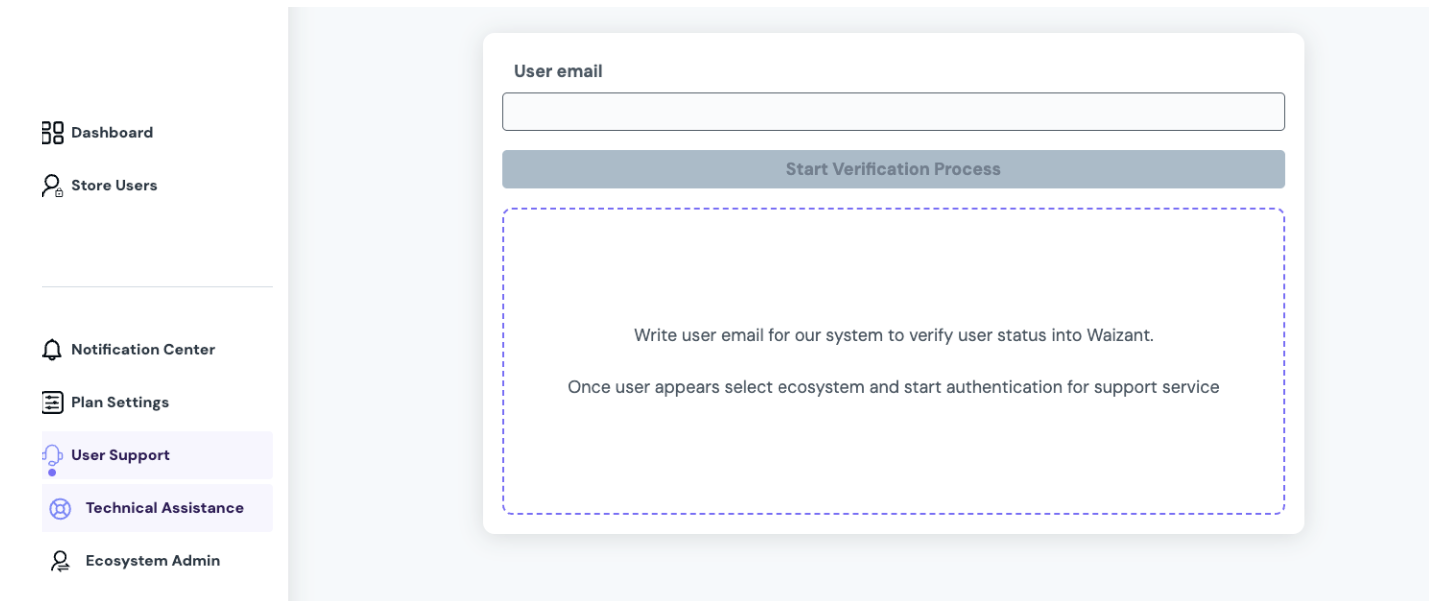 Dashboard
Store Users
Notification Center
Plan Settings
User Support
Technical Assistance
Ecosystem Admin
User email
Start Verification Process
Write user email for our system to verify user status into Waizant.
Once user appears select ecosystem and start authentication for support service